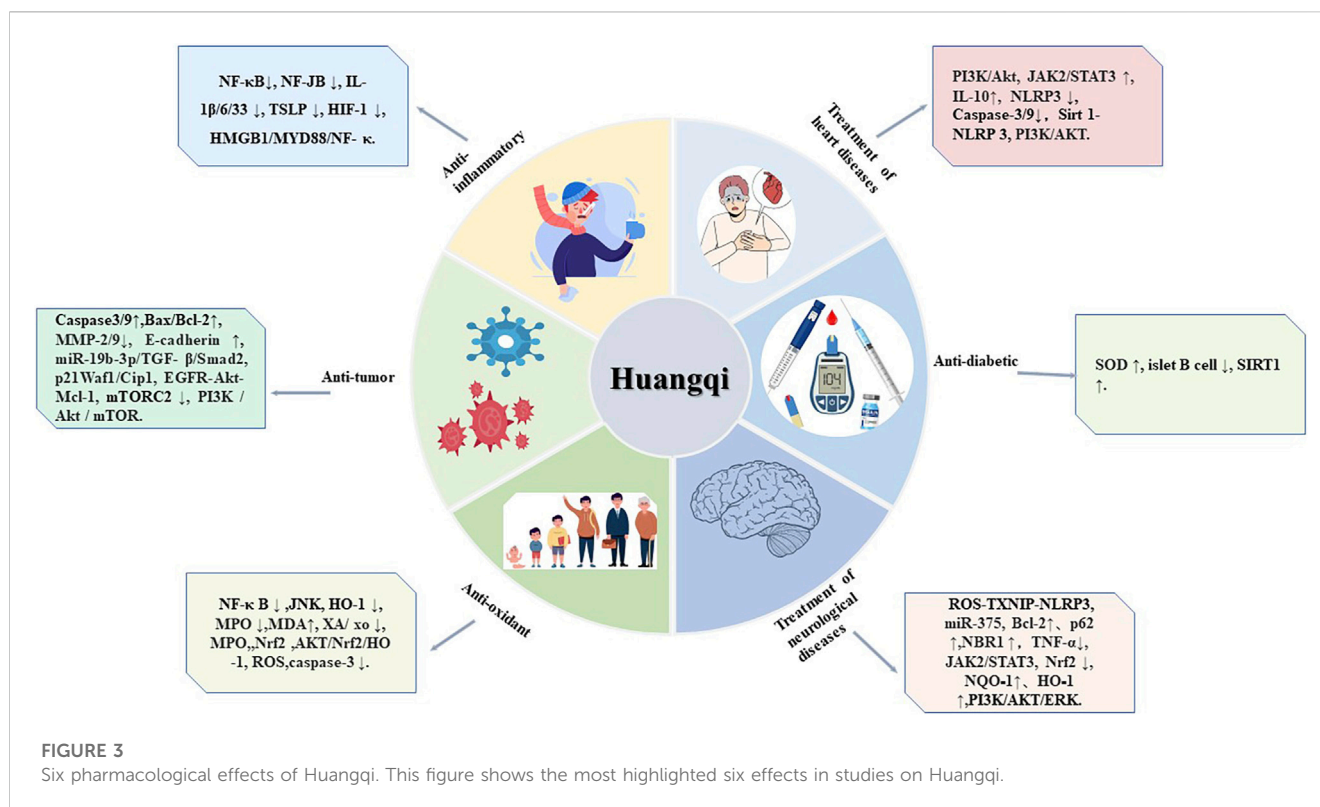 NF-κB↓, NF-JB ↓, IL-
1β/6/33 ↓, TSLP ↓, HIF-1 ↓,
HMGB1/MYD88/NF- κ.
Anti-
inflammatory
Treatment of
heart diseases
PI3K/Akt, JAK2/STAT3 ↑,
IL-10↑, NLRP3 ↓,
Caspase-3/9↓, Sirt 1-
NLRP 3, PI3K/AKT.
Caspase3/9↑,Bax/Bcl-2↑,
MMP-2/9↓, E-cadherin ↑,
miR-19b-3p/TGF- β/Smad2,
p21Waf1/Cip1, EGFR-Akt-
Mcl-1, mTORC2 ↓, PI3K /
Akt / mTOR.
Anti-tumor
Huangqi
104
Anti-diabetic
SOD ↑, islet B cell ↓, SIRT1
↑.
NF-κ B ↓ ,JNK, HO-1 ↓,
MPO ↓,MDA↑, XA/ xo ↓,
MPO,,Nrf2 ,AKT/Nrf2/HO
-1, ROS,caspase-3 ↓.
Anti-oxidant
Treatment of
neurological
diseases
ROS-TXNIP-NLRP3,
miR-375, Bcl-2↑、p62
↑,NBR1 ↑, TNF-α↓,
JAK2/STAT3, Nrf2 ↓,
NQO-1↑、HO-1
↑,PI3K/AKT/ERK.
FIGURE 3
Six pharmacological effects of Huangqi. This figure shows the most highlighted six effects in studies on Huangqi.